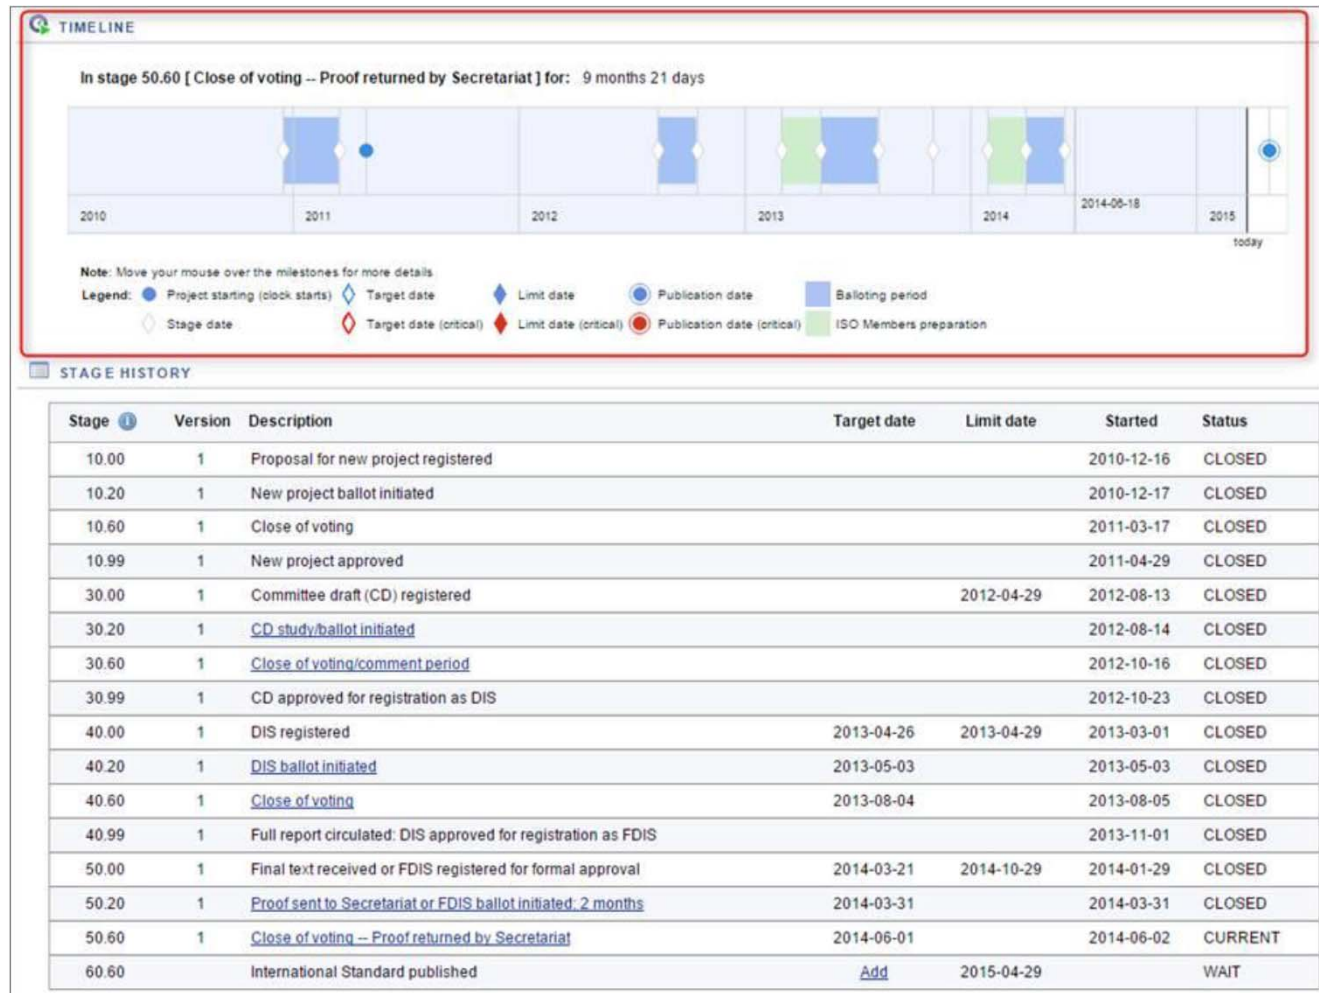 TIMELINE
In stage 50.60 [ Close of voting -- Proof returned by Secretariat ] for: 9 months 21 days
2010 2011 2012 2013 2014 2014-06-18 2015
today
Note: Move your mouse over the milestones for more details
Legend: Project starting (clock starts) Target date Limit date Publication date Balloting period
Stage date Target date (critical) Limit date (critical) Publication date (critical) ISO Members preparation
STAGE HISTORY
Stage Version Description Target date Limit date Started Status
10.00 1 Proposal for new project registered 2010-12-16 CLOSED
10.20 1 New project ballot initiated 2010-12-17 CLOSED
10.60 1 Close of voting 2011-03-17 CLOSED
10.99 1 New project approved 2011-04-29 CLOSED
30.00 1 Committee draft (CD) registered 2012-04-29 2012-08-13 CLOSED
30.20 1 CD study/ballot initiated 2012-08-14 CLOSED
30.60 1 Close of voting/comment period 2012-10-16 CLOSED
30.99 1 CD approved for registration as DIS 2012-10-23 CLOSED
40.00 1 DIS registered 2013-04-26 2013-04-29 2013-03-01 CLOSED
40.20 1 DIS ballot initiated 2013-05-03 2013-05-03 CLOSED
40.60 1 Close of voting 2013-08-04 2013-08-05 CLOSED
40.99 1 Full report circulated: DIS approved for registration as FDIS 2013-11-01 CLOSED
50.00 1 Final text received or FDIS registered for formal approval 2014-03-21 2014-10-29 2014-01-29 CLOSED
50.20 1 Proof sent to Secretariat or FDIS ballot initiated: 2 months 2014-03-31 2014-03-31 CLOSED
50.60 1 Close of voting -- Proof returned by Secretariat 2014-06-01 2014-06-02 CURRENT
60.60 International Standard published Add 2015-04-29 WAIT